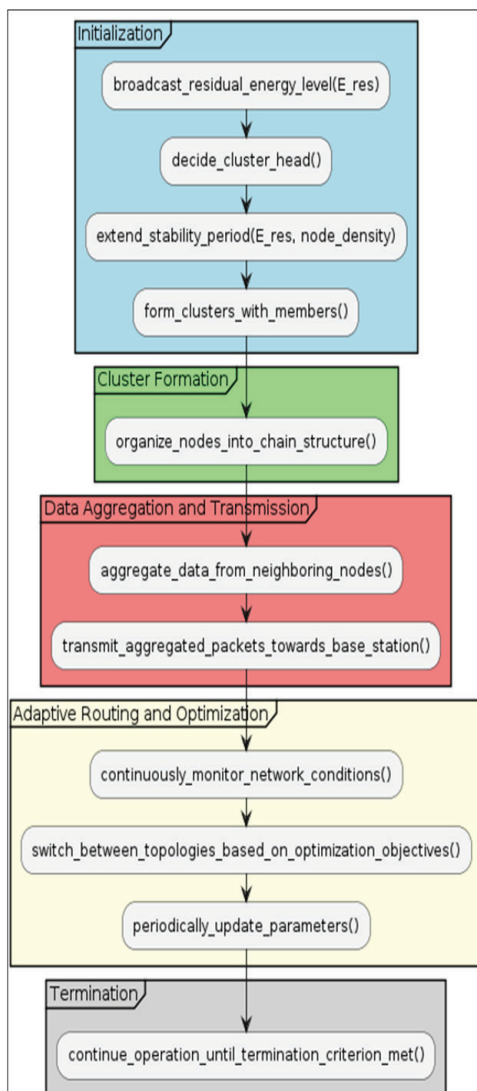 Initialization
broadcast_residual_energy_level(E_res)
decide_cluster_head()
extend_stability_period(E_res, node_density)
form_clusters_with_members()
Cluster Formation
organize_nodes_into_chain_structure()
Data Aggregation and Transmission
aggregate_data_from_neighboring_nodes()
transmit_aggregated_packets_towards_base_station()
Adaptive Routing and Optimization
continuously_monitor_network_conditions()
switch_between_topologies_based_on_optimization_objectives()
periodically_update_parameters()
Termination
continue_operation_until_termination_criterion_met()